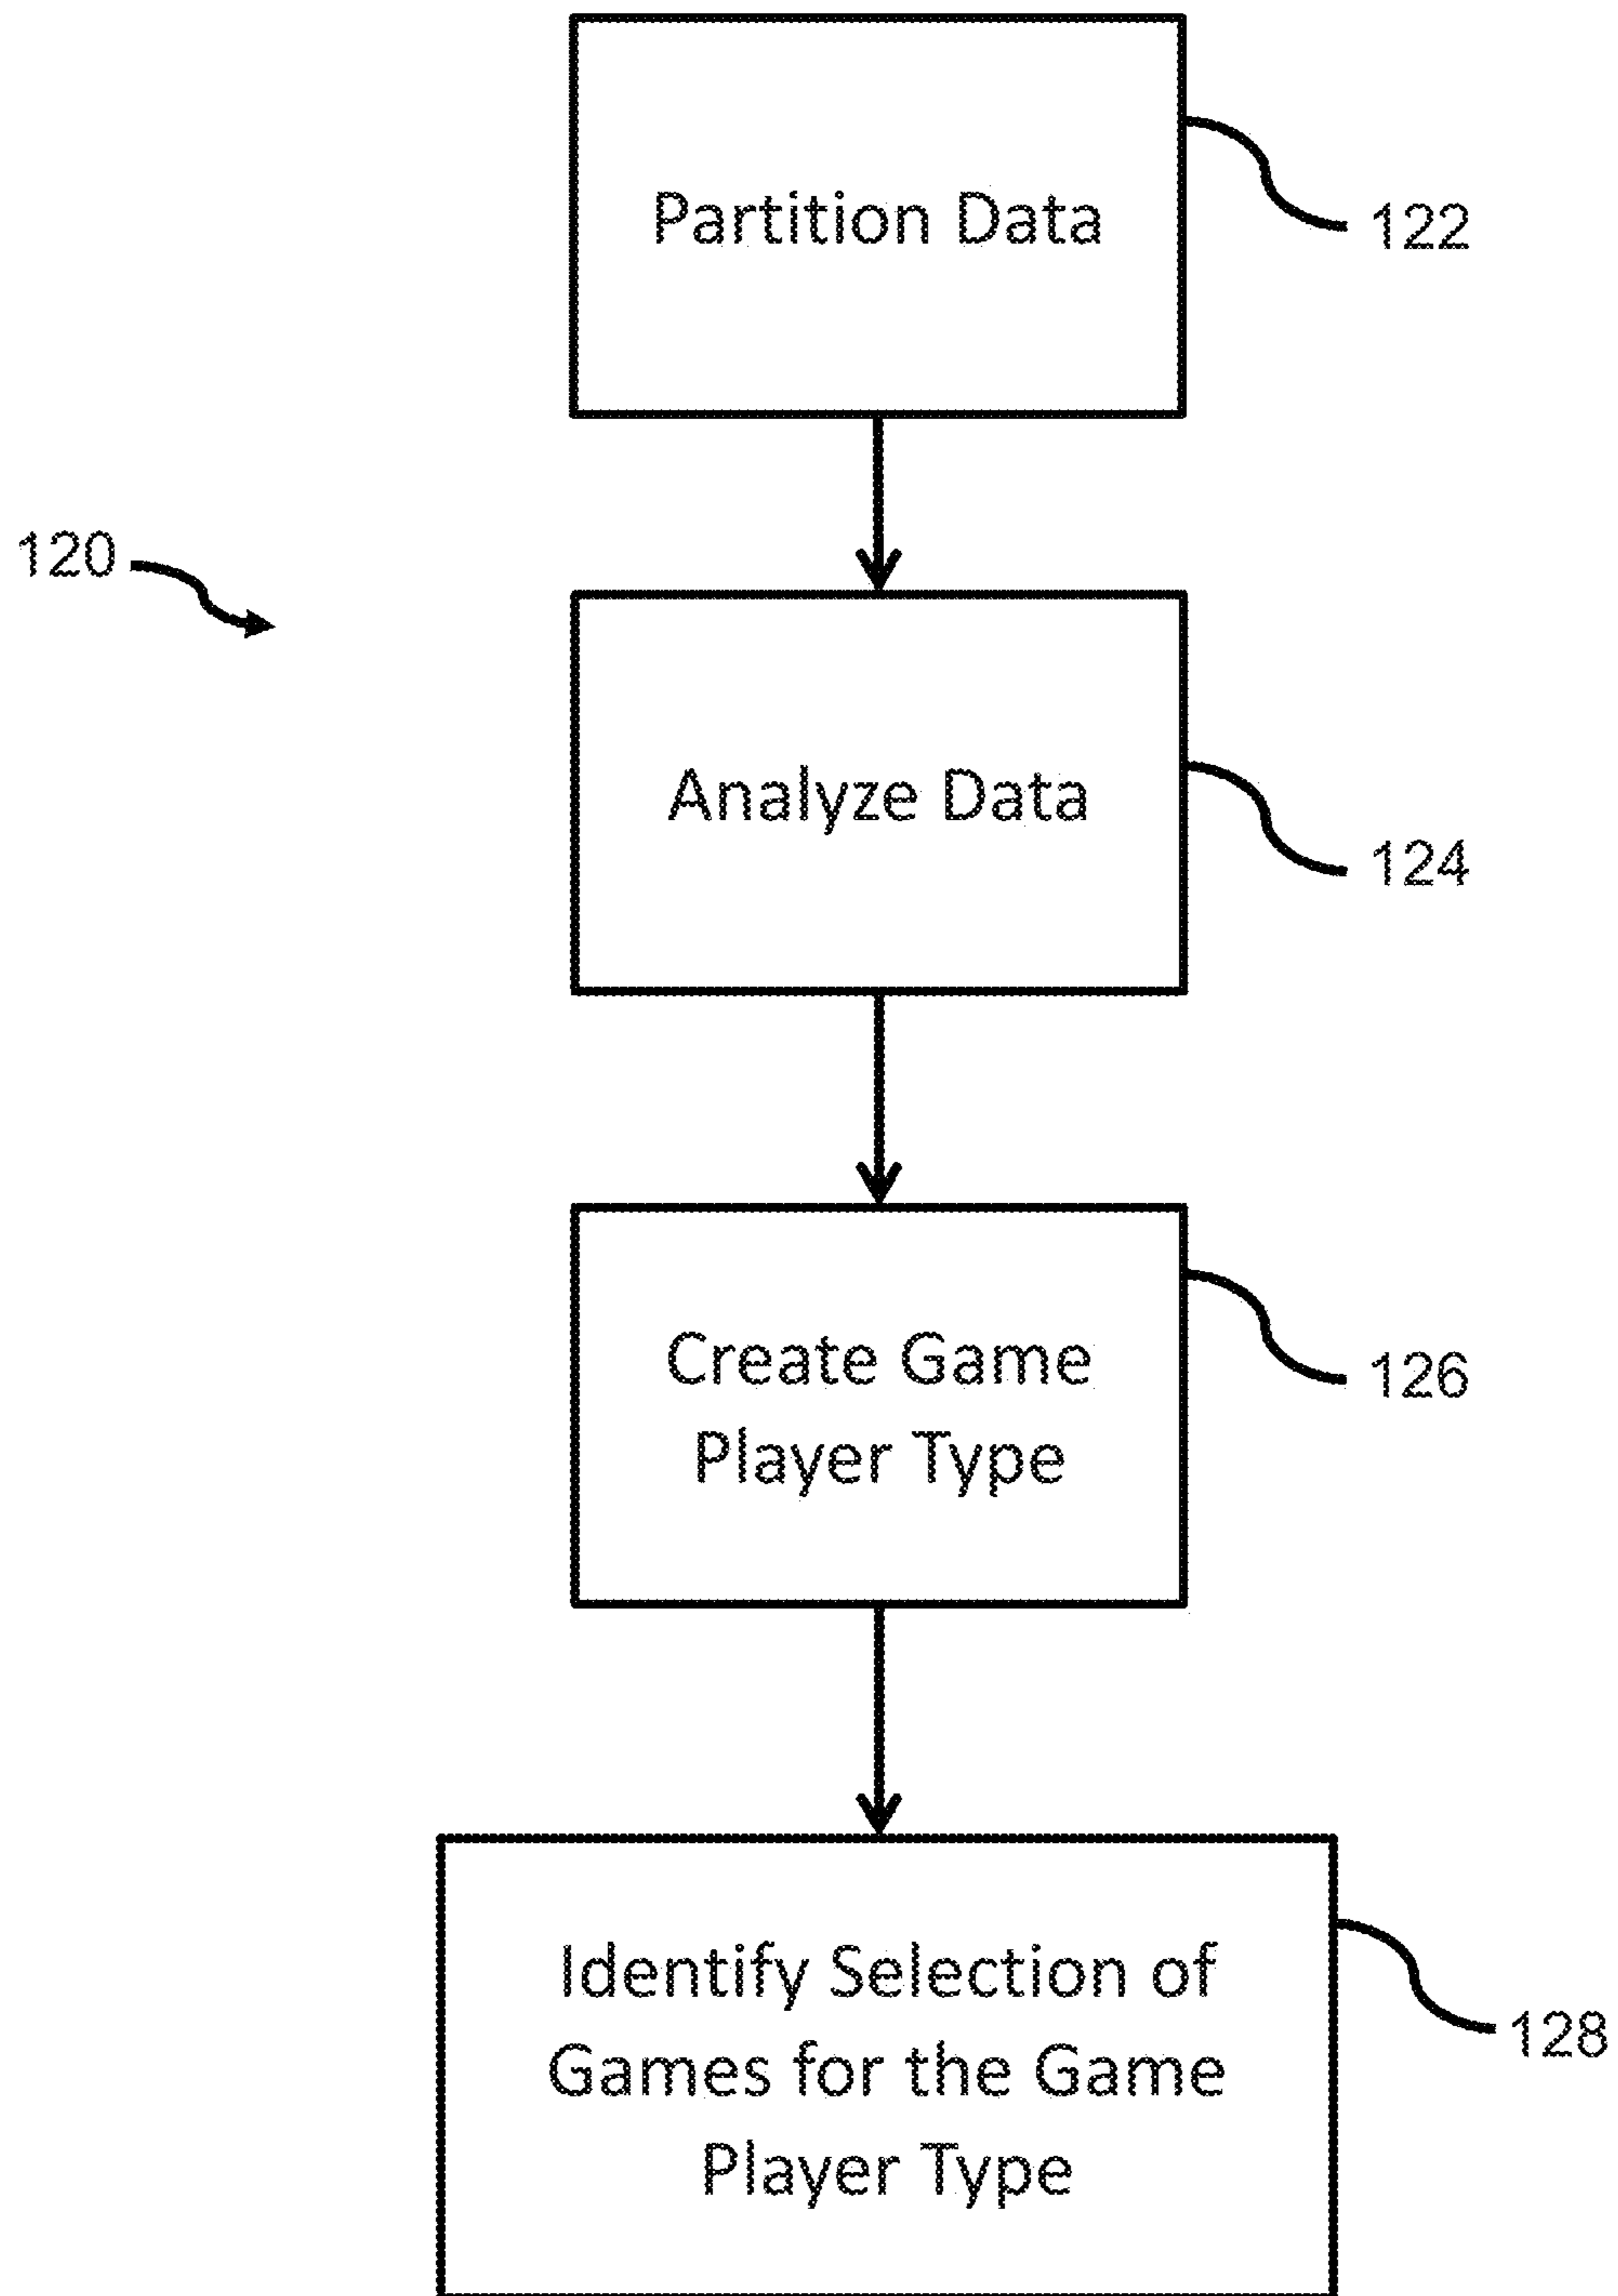 Partition Data
122
120
Analyze Data
124
Create Game
Player Type
126
Identify Selection of
Games for the Game
Player Type
128